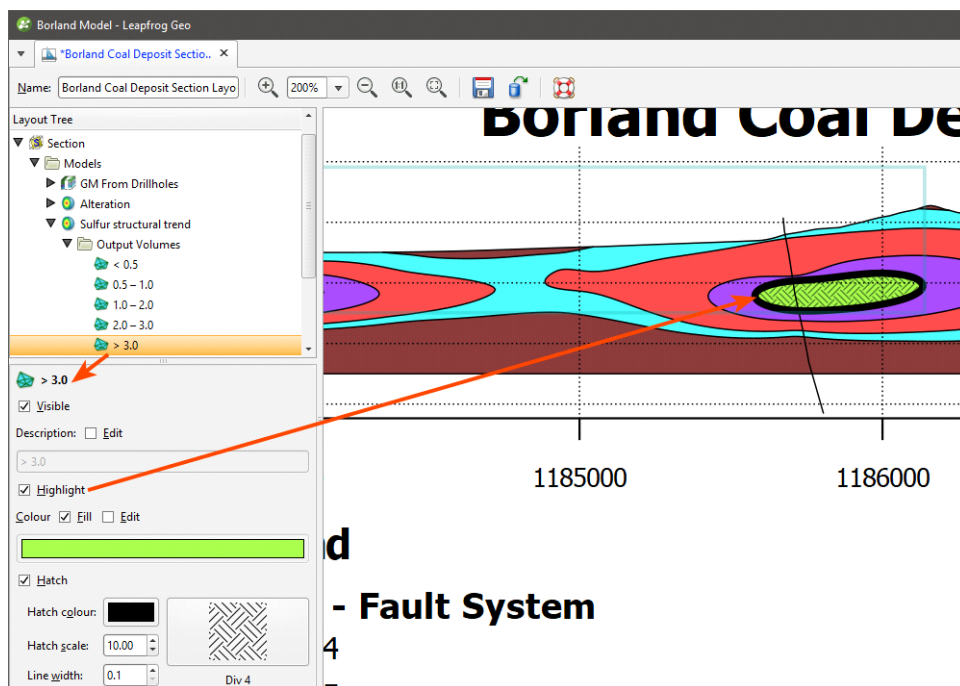 Borland Model - Leapfrog Geo
*Borland Coal Deposit Sectio..
Name: Borland Coal Deposit Section Layo 200%
Layout Tree
Section
Models
GM From Drillholes
Alteration
Sulfur structural trend
Output Volumes
< 0.5
0.5 – 1.0
1.0 – 2.0
2.0 – 3.0
> 3.0
> 3.0
Visible
Description: Edit
> 3.0
Highlight
Colour Fill Edit
Hatch
Hatch colour:
Hatch scale: 10.00
Line width: 0.1
Div 4
Borland Coal De
1185000 1186000
d
- Fault System
4